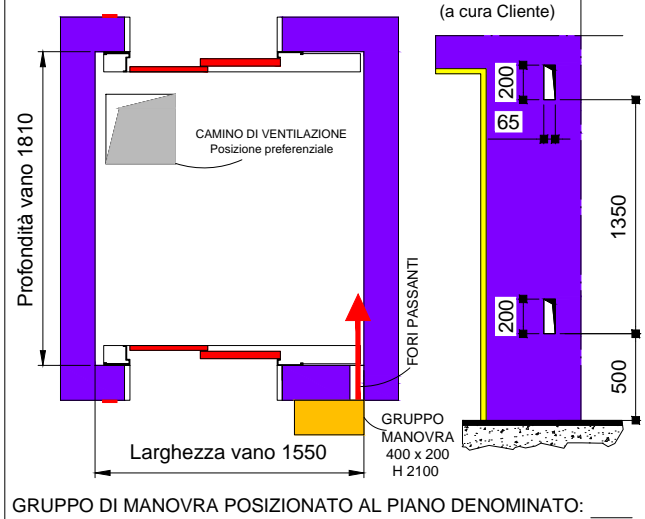 (a cura Cliente)
200
65
CAMINO DI VENTILAZIONE
Posizione preferenziale
Profondità vano 1810
1350
FORI PASSANTI
200
500
GRUPPO
MANOVRA
400 x 200
H 2100
Larghezza vano 1550
GRUPPO DI MANOVRA POSIZIONATO AL PIANO DENOMINATO: ____